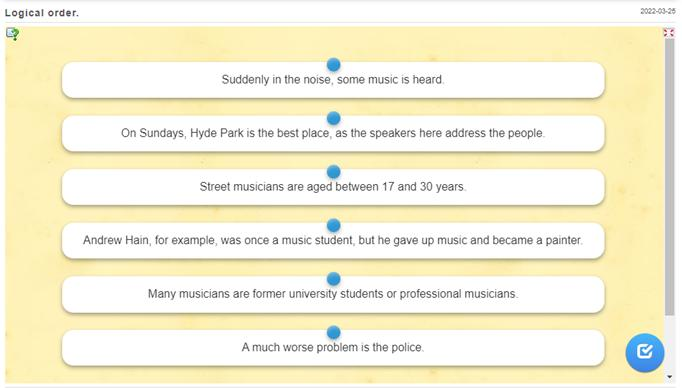 Logical order.
2022-03-25
Suddenly in the noise, some music is heard.
On Sundays, Hyde Park is the best place, as the speakers here address the people.
Street musicians are aged between 17 and 30 years.
Andrew Hain, for example, was once a music student, but he gave up music and became a painter.
Many musicians are former university students or professional musicians.
A much worse problem is the police.